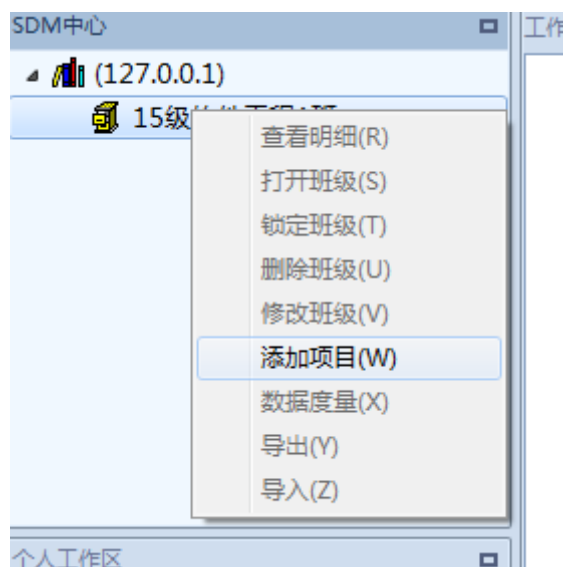 SDM中心
工作
(127.0.0.1)
15级
查看明细(R)
打开班级(S)
锁定班级(T)
删除班级(U)
修改班级(V)
添加项目(W)
数据度量(X)
导出(Y)
导入(Z)
个人工作区